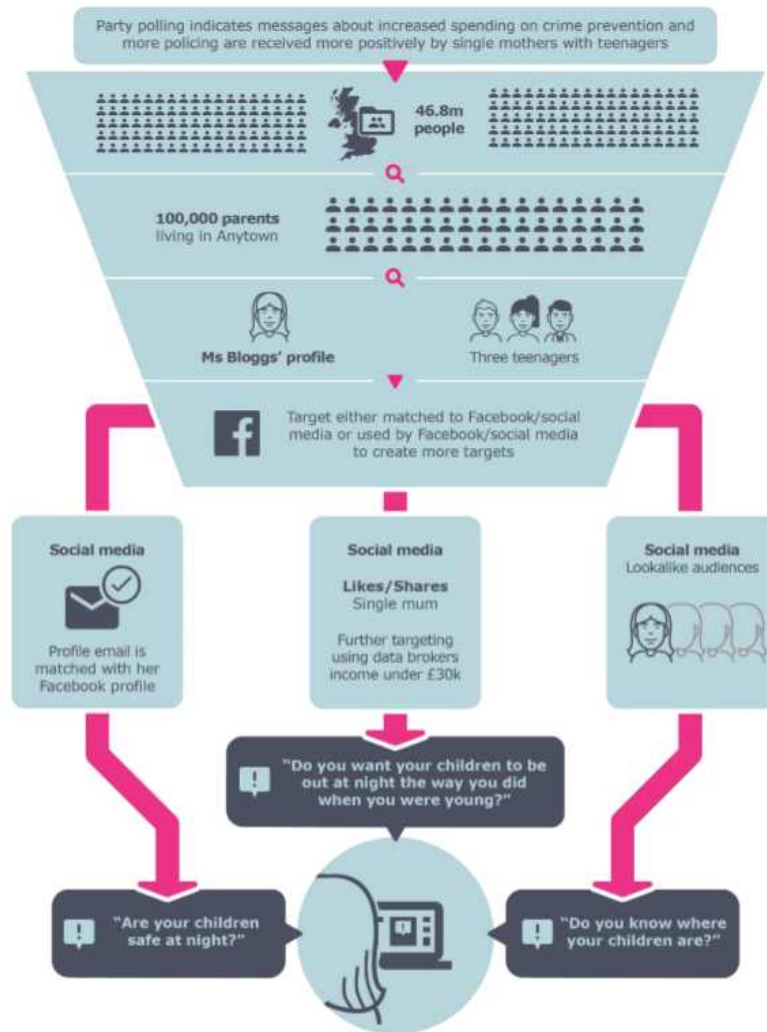 Party polling indicates messages about increased spending on crime prevention and
more policing are received more positively by single mothers with teenagers
46.8m
people
100,000 parents
living in Anytown
Ms Bloggs’ profile
Three teenagers
Target either matched to Facebook/social
media or used by Facebook/social media
to create more targets
Social media
Profile email is
matched with her
Facebook profile
Social media
Likes/Shares
Single mum
Further targeting
using data brokers
income under £30k
Social media
Lookalike audiences
“Do you want your children to be
out at night the way you did
when you were young?”
“Are your children
safe at night?”
“Do you know where
your children are?”